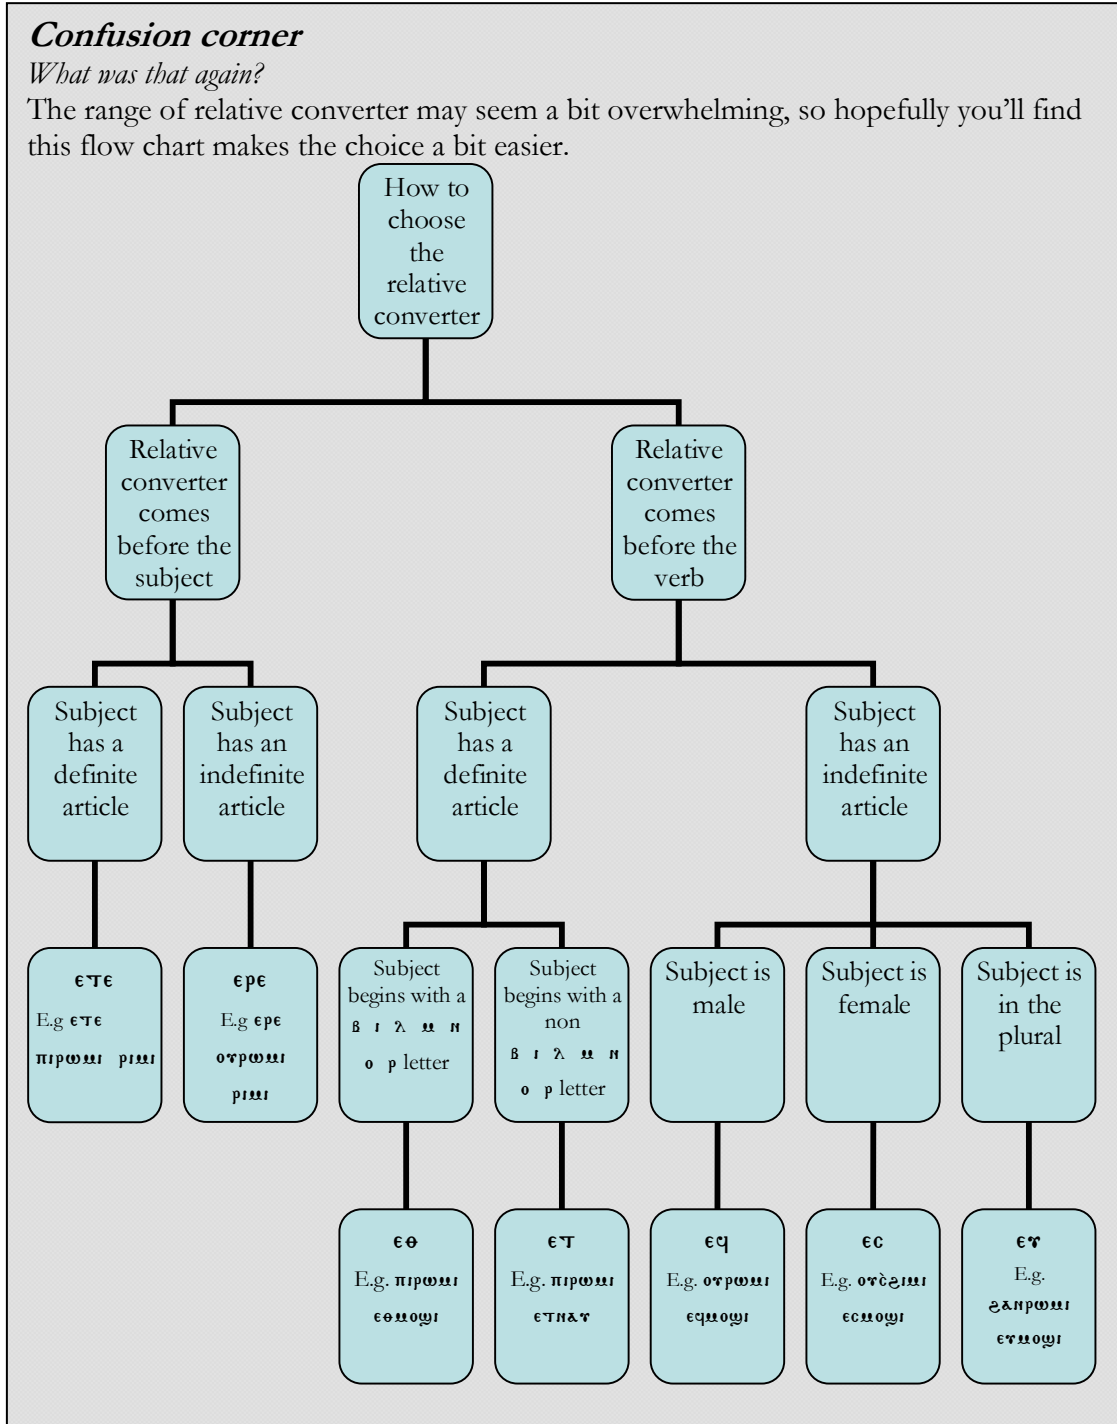 Confusion corner
What was that again?
The range of relative converter may seem a bit overwhelming, so hopefully you'll find
this flow chart makes the choice a bit easier.
How to
choose
the
relative
converter
Relative
converter
comes
before the
subject
Relative
converter
comes
before the
verb
Subject
has a
definite
article
Subject
has an
indefinite
article
Subject
has a
definite
article
Subject
has an
indefinite
article
ⲉⲧⲉ
E.g ⲉⲧⲉ
ⲡⲓⲣⲱⲙⲓ ⲣⲓⲙⲓ
ⲉⲣⲉ
E.g ⲉⲣⲉ
ⲟⲩⲣⲱⲙⲓ
ⲣⲓⲙⲓ
Subject
begins with a
ⲃ ⲓ ⲗ ⲙ ⲛ
ⲟ ⲣ letter
Subject
begins with a
non
ⲃ ⲓ ⲗ ⲙ ⲛ
ⲟ ⲣ letter
Subject is
male
Subject is
female
Subject is
in the
plural
ⲉⲑ
E.g. ⲡⲓⲣⲱⲙⲓ
ⲉⲑⲙⲟϣⲓ
ⲉⲧ
E.g. ⲡⲓⲣⲱⲙⲓ
ⲉⲧⲛⲁⲩ
ⲉϥ
E.g. ⲟⲩⲣⲱⲙⲓ
ⲉϥⲙⲟϣⲓ
ⲉⲥ
E.g. ⲟⲩⲥ̀ϩⲓⲙⲓ
ⲉⲥⲙⲟϣⲓ
ⲉⲩ
E.g.
ϩⲁⲛⲣⲱⲙⲓ
ⲉⲩⲙⲟϣⲓ